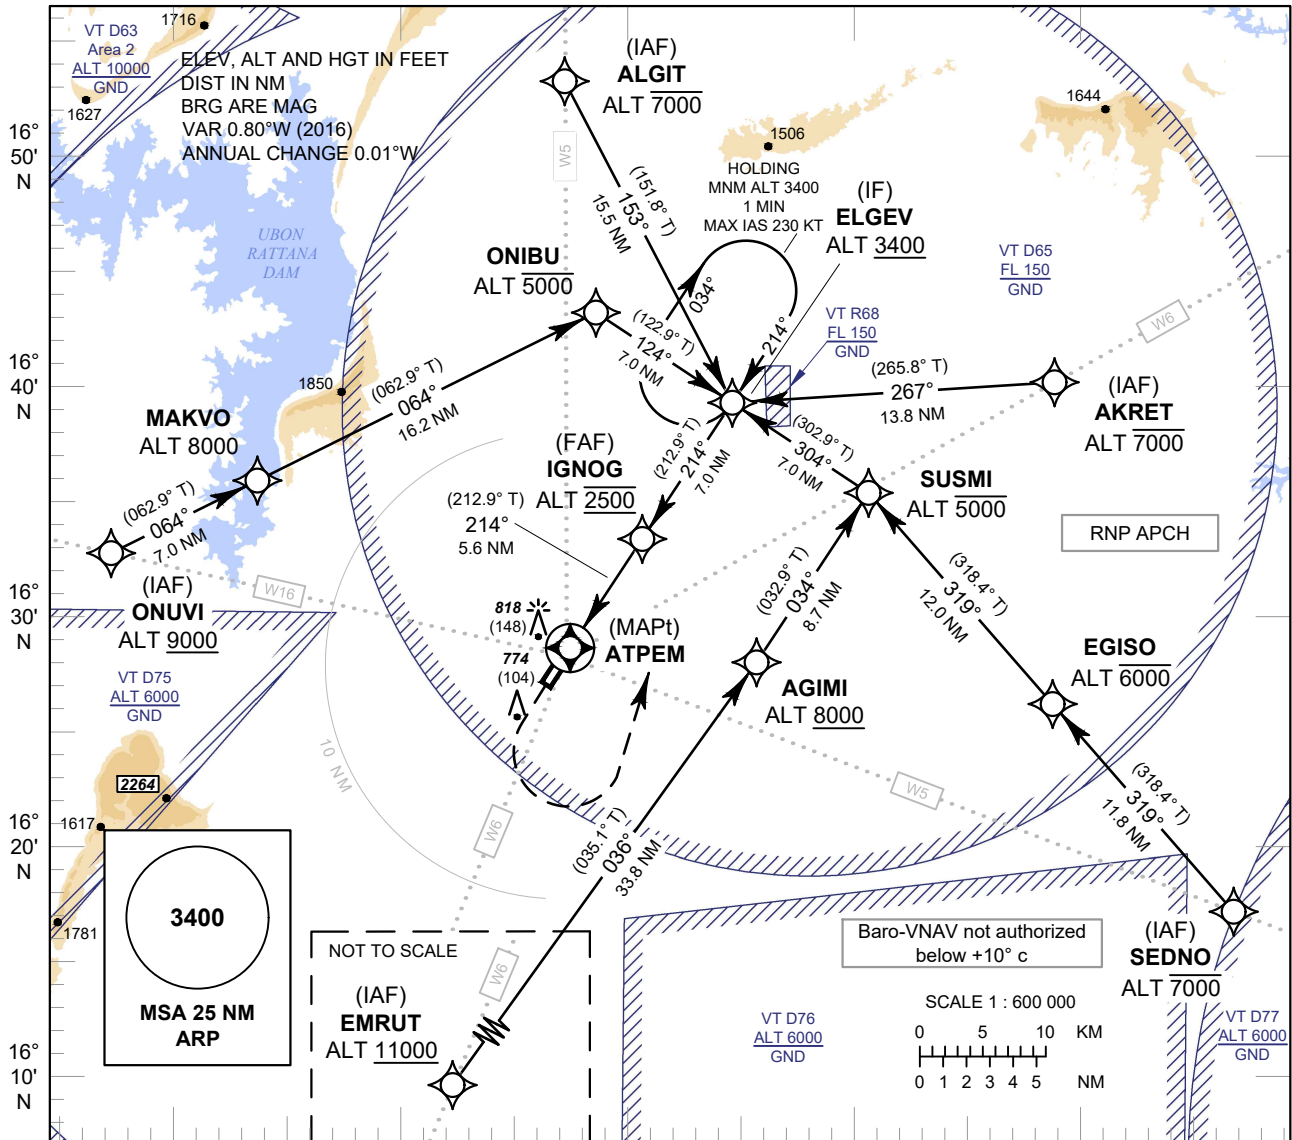 VT D63
Area 2
ALT 10000
GND
1716
1627
ELEV, ALT AND HGT IN FEET
DIST IN NM
BRG ARE MAG
VAR 0.80°W (2016)
ANNUAL CHANGE 0.01°W
(IAF)
ALGIT
ALT 7000
W5
(151.8° T)
153°
15.5 NM
1506
1644
HOLDING
MNM ALT 3400
1 MIN
MAX IAS 230 KT
(IF)
ELGEV
ALT 3400
16°
50'
N
UBON
RATTANA
DAM
ONIBU
ALT 5000
034°
214°
VT D65
FL 150
GND
VT R68
FL 150
GND
W6
(122.9° T)
124°
7.0 NM
16°
40'
N
1850
(062.9° T)
064°
16.2 NM
(265.8° T)
267°
13.8 NM
(IAF)
AKRET
ALT 7000
MAKVO
ALT 8000
(FAF)
IGNOG
ALT 2500
(212.9° T)
214°
7.0 NM
(302.9° T)
304°
7.0 NM
SUSMI
ALT 5000
(212.9° T)
214°
5.6 NM
(062.9° T)
064°
7.0 NM
RNP APCH
(IAF)
ONUVI
ALT 9000
W16
16°
30'
N
818
(148)
774
(104)
(MAPt)
ATPEM
(032.9° T)
034°
8.7 NM
(318.4° T)
319°
12.0 NM
EGISO
ALT 6000
AGIMI
ALT 8000
VT D75
ALT 6000
GND
10 NM
2264
1617
1781
16°
20'
N
W6
W5
(318.4° T)
319°
11.8 NM
(035.1° T)
036°
33.8 NM
3400
MSA 25 NM
ARP
NOT TO SCALE
W6
(IAF)
EMRUT
ALT 11000
Baro-VNAV not authorized
below +10° c
(IAF)
SEDNO
ALT 7000
SCALE 1 : 600 000
0 5 10 KM
0 1 2 3 4 5 NM
VT D76
ALT 6000
GND
VT D77
ALT 6000
GND
16°
10'
N